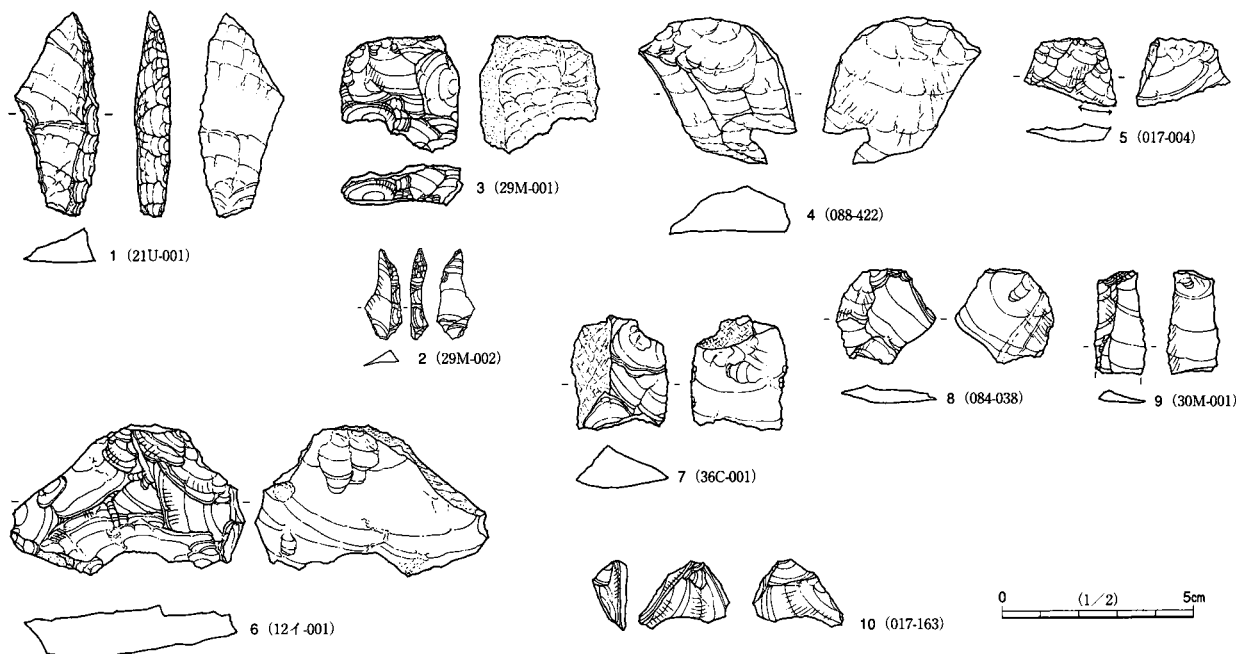 1 (21U-001)
2 (29M-002)
3 (29M-001)
4 (088-422)
5 (017-004)
6 (12イ-001)
7 (36C-001)
8 (084-038)
9 (30M-001)
10 (017-163)
0 (1/2) 5cm